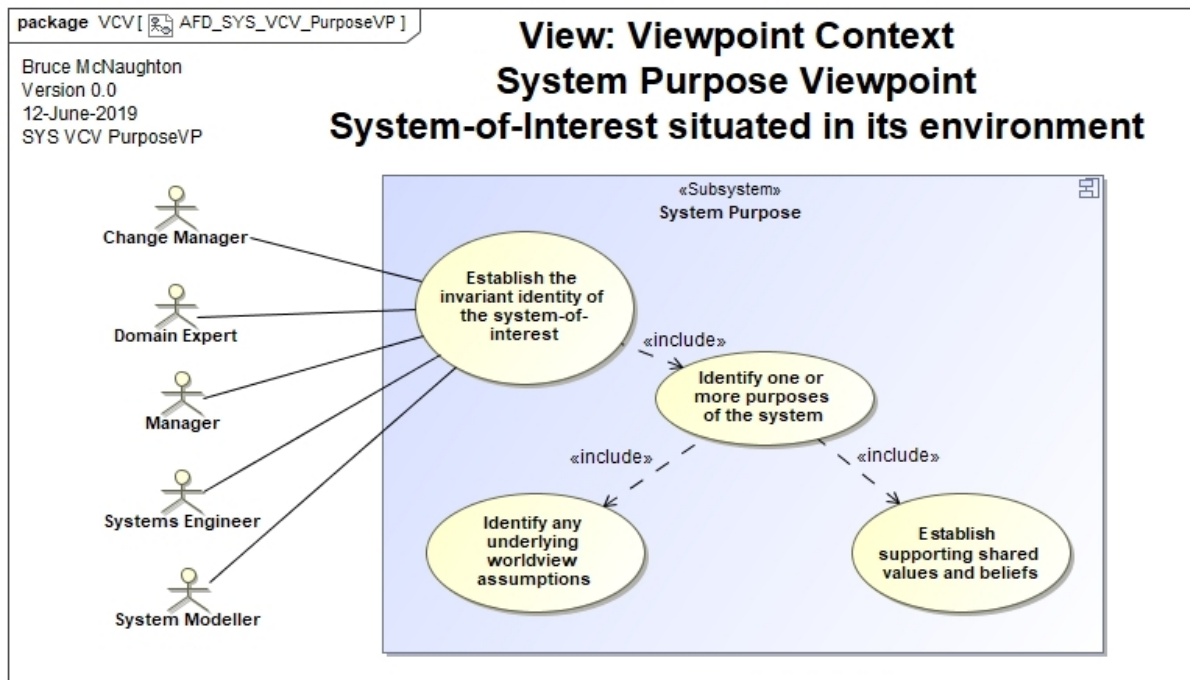 package VCV [ AFD_SYS_VCV_PurposeVP ]
View: Viewpoint Context
System Purpose Viewpoint
System-of-Interest situated in its environment
Bruce McNaughton
Version 0.0
12-June-2019
SYS VCV PurposeVP
«Subsystem»
System Purpose
Change Manager
Domain Expert
Manager
Systems Engineer
System Modeller
Establish the
invariant identity of
the system-of-
interest
«include»
Identify one or
more purposes
of the system
«include»
«include»
Identify any
underlying
worldview
assumptions
Establish
supporting shared
values and beliefs